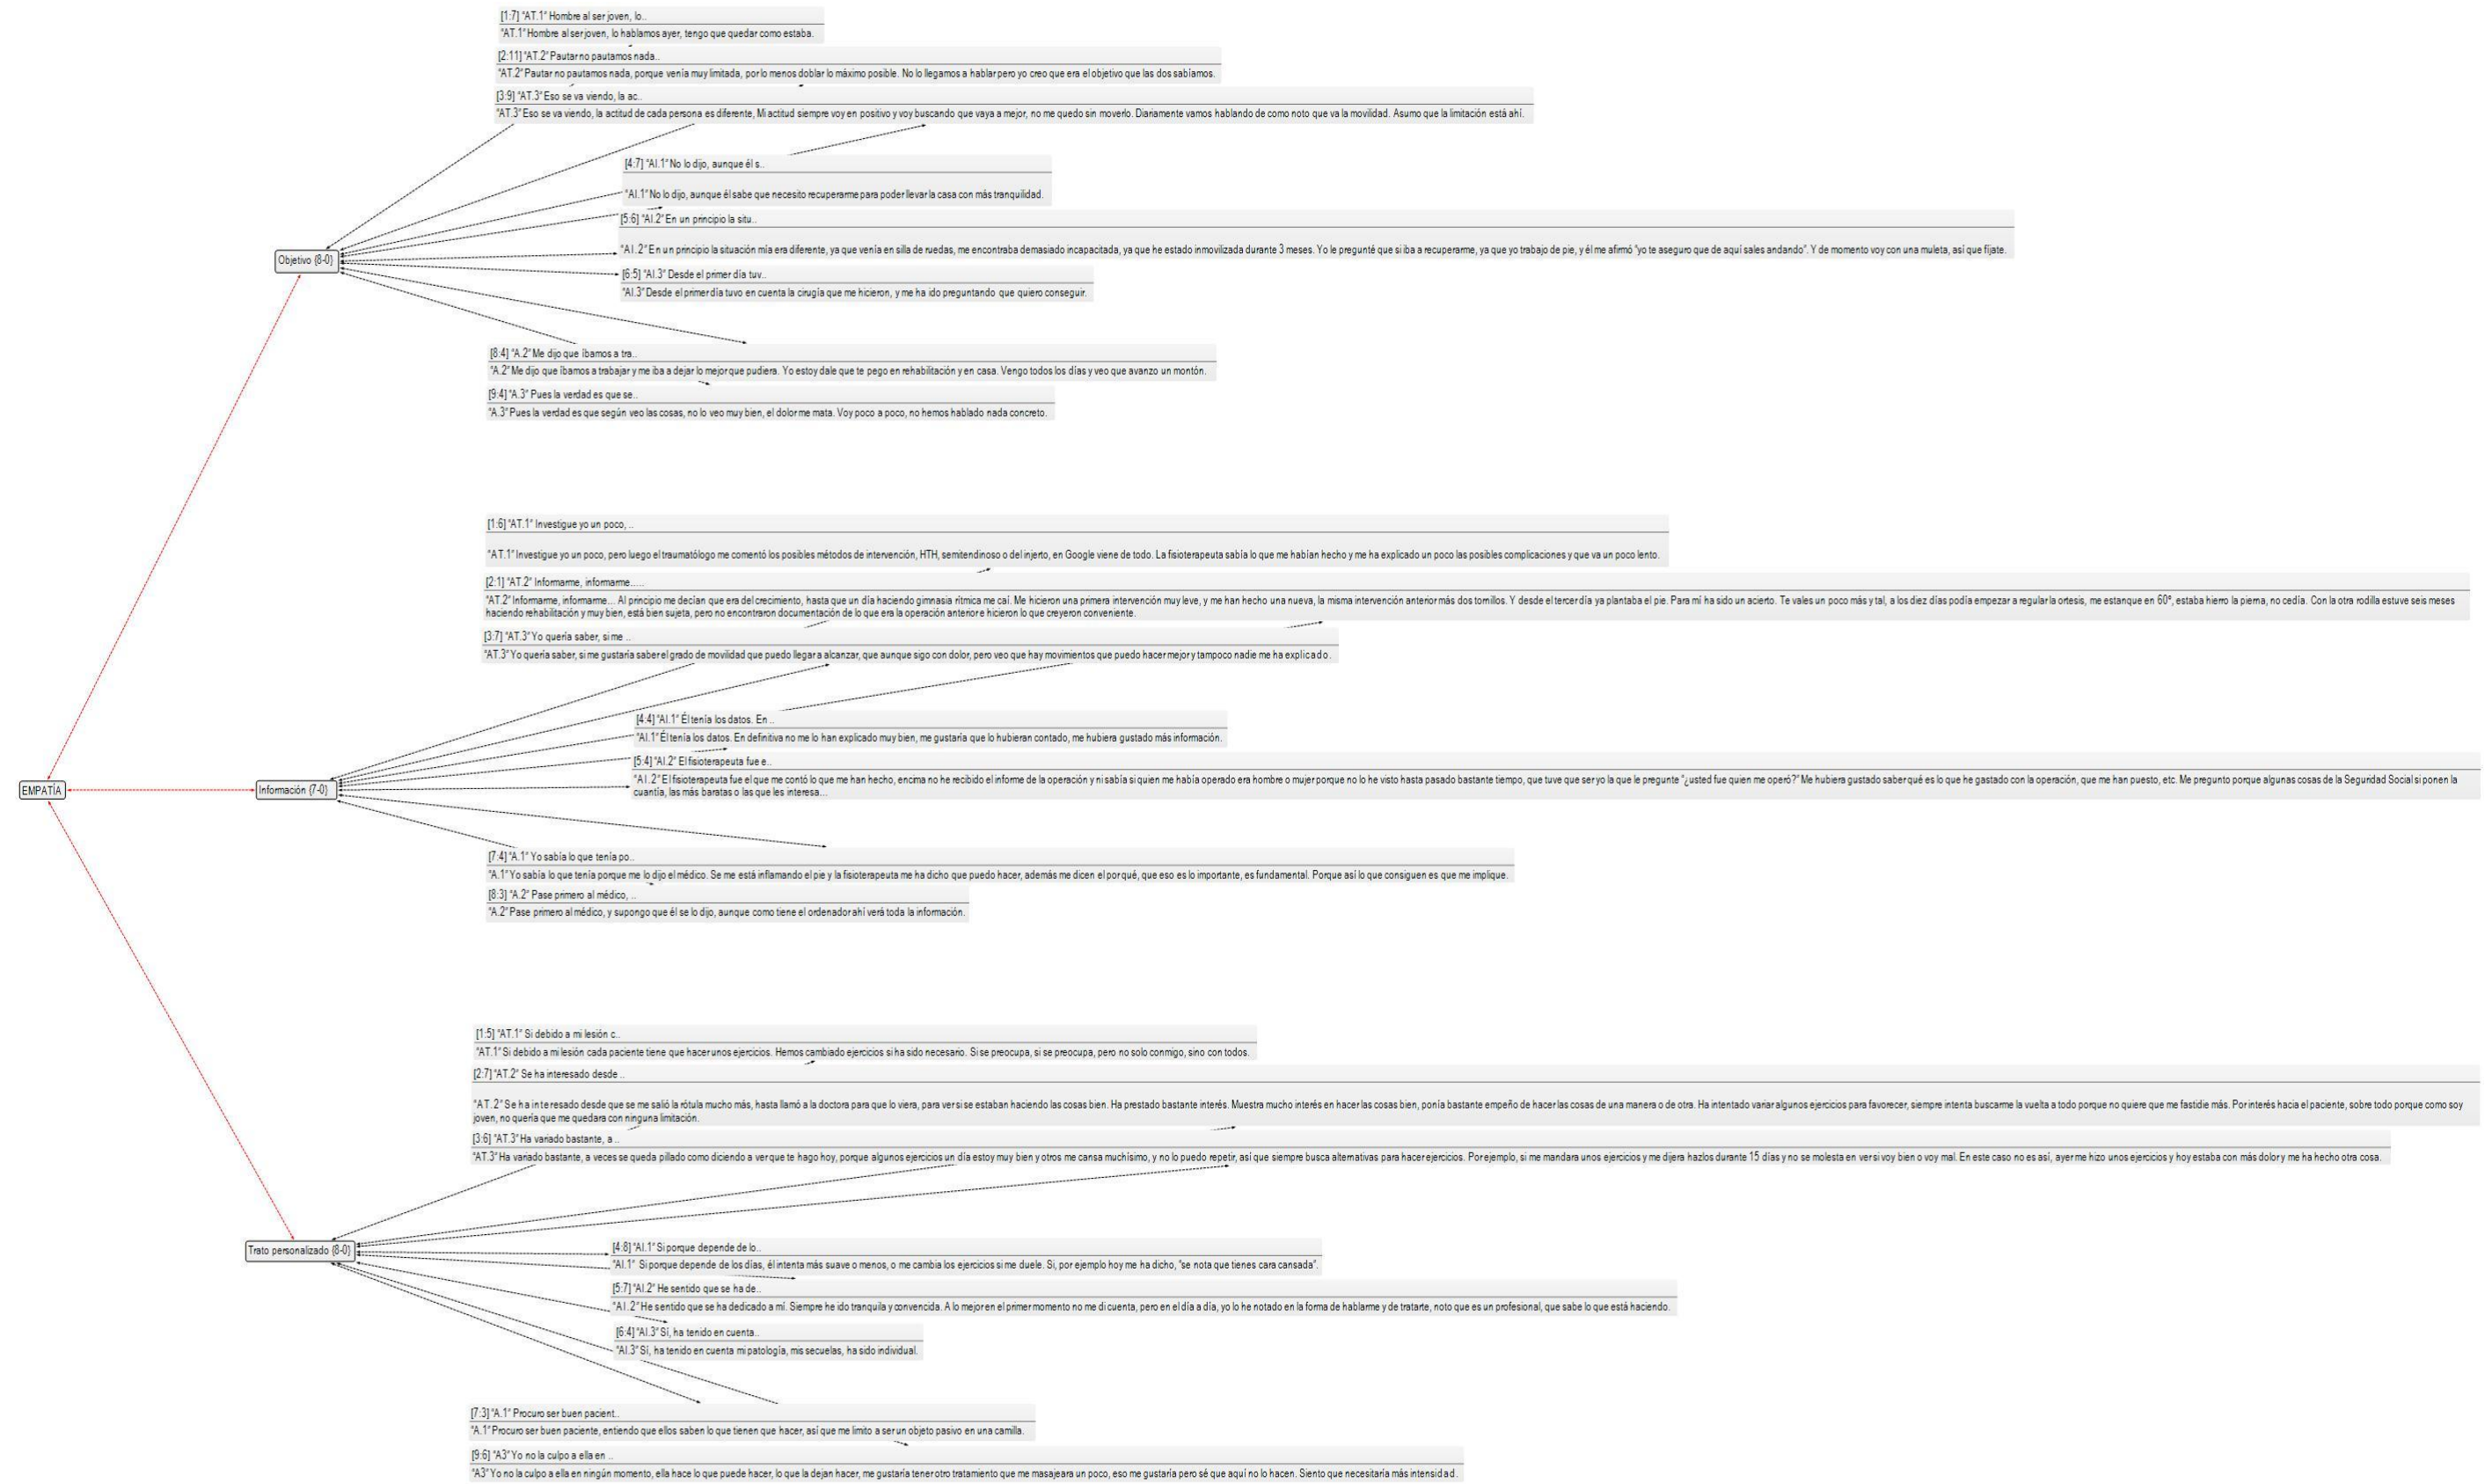 [1:7] "AT.1" Hombre al ser joven, lo..
"AT.1" Hombre al ser joven, lo hablamos ayer, tengo que quedar como estaba.
[2:11] "AT.2" Pautar no pautamos nada..
"AT.2" Pautar no pautamos nada, porque venía muy limitada, por lo menos doblar lo máximo posible. No lo llegamos a hablar pero yo creo que era el objetivo que las dos sabíamos.
[3:9] "AT.3" Eso se va viendo, la ac..
"AT.3" Eso se va viendo, la actitud de cada persona es diferente, Mi actitud siempre voy en positivo y voy buscando que vaya a mejor, no me quedo sin moverlo. Diariamente vamos hablando de como noto que va la movilidad. Asumo que la limitación está ahí.
[4:7] "AI.1" No lo dijo, aunque él s..
"AI.1" No lo dijo, aunque él sabe que necesito recuperarme para poder llevar la casa con más tranquilidad.
[5:6] "AI.2" En un principio la situ..
"AI.2" En un principio la situación mía era diferente, ya que venía en silla de ruedas, me encontraba demasiado incapacitada, ya que he estado inmovilizada durante 3 meses. Yo le pregunté que si iba a recuperarme, ya que yo trabajo de pie, y él me afirmó "yo te aseguro que de aquí sales andando". Y de momento voy con una muleta, así que fíjate.
Objetivo {8-0}
[6:5] "AI.3" Desde el primer día tuv..
"AI.3" Desde el primer día tuvo en cuenta la cirugía que me hicieron, y me ha ido preguntando que quiero conseguir.
[8:4] "A.2" Me dijo que íbamos a tra..
"A.2" Me dijo que íbamos a trabajar y me iba a dejar lo mejor que pudiera. Yo estoy dale que te pego en rehabilitación y en casa. Vengo todos los días y veo que avanzo un montón.
[9:4] "A.3" Pues la verdad es que se..
"A.3" Pues la verdad es que según veo las cosas, no lo veo muy bien, el dolor me mata. Voy poco a poco, no hemos hablado nada concreto.
[1:6] "AT.1" Investigue yo un poco, ..
"AT.1" Investigue yo un poco, pero luego el traumatólogo me comentó los posibles métodos de intervención, HTH, semitendinoso o del injerto, en Google viene de todo. La fisioterapeuta sabía lo que me habían hecho y me ha explicado un poco las posibles complicaciones y que va un poco lento.
[2:1] "AT.2" Informarme, informarme.....
"AT.2" Informarme, informarme... Al principio me decían que era del crecimiento, hasta que un día haciendo gimnasia rítmica me caí. Me hicieron una primera intervención muy leve, y me han hecho una nueva, la misma intervención anterior más dos tornillos. Y desde el tercer día ya plantaba el pie. Para mí ha sido un acierto. Te vales un poco más y tal, a los diez días podía empezar a regular la ortesis, me estanque en 60º, estaba hierro la pierna, no cedía. Con la otra rodilla estuve seis meses
haciendo rehabilitación y muy bien, está bien sujeta, pero no encontraron documentación de lo que era la operación anterior e hicieron lo que creyeron conveniente.
[3:7] "AT.3" Yo quería saber, si me ..
"AT.3" Yo quería saber, si me gustaría saber el grado de movilidad que puedo llegar a alcanzar, que aunque sigo con dolor, pero veo que hay movimientos que puedo hacer mejor y tampoco nadie me ha explicado.
[4:4] "AI.1" Él tenía los datos. En ..
"AI.1" Él tenía los datos. En definitiva no me lo han explicado muy bien, me gustaría que lo hubieran contado, me hubiera gustado más información.
[5:4] "AI.2" El fisioterapeuta fue e..
"AI.2" El fisioterapeuta fue el que me contó lo que me han hecho, encima no he recibido el informe de la operación y ni sabía si quien me había operado era hombre o mujer porque no lo he visto hasta pasado bastante tiempo, que tuve que ser yo la que le pregunte "¿usted fue quien me operó?" Me hubiera gustado saber qué es lo que he gastado con la operación, que me han puesto, etc. Me pregunto porque algunas cosas de la Seguridad Social si ponen la
cuantía, las más baratas o las que les interesa...
EMPATÍA
Información {7-0}
[7:4] "A.1" Yo sabía lo que tenía po..
"A.1" Yo sabía lo que tenía porque me lo dijo el médico. Se me está inflamando el pie y la fisioterapeuta me ha dicho que puedo hacer, además me dicen el por qué, que eso es lo importante, es fundamental. Porque así lo que consiguen es que me implique.
[8:3] "A.2" Pase primero al médico, ..
"A.2" Pase primero al médico, y supongo que él se lo dijo, aunque como tiene el ordenador ahí verá toda la información.
[1:5] "AT.1" Si debido a mi lesión c..
"AT.1" Si debido a mi lesión cada paciente tiene que hacer unos ejercicios. Hemos cambiado ejercicios si ha sido necesario. Si se preocupa, si se preocupa, pero no solo conmigo, sino con todos.
[2:7] "AT.2" Se ha interesado desde ..
"AT.2" Se ha interesado desde que se me salió la rótula mucho más, hasta llamó a la doctora para que lo viera, para ver si se estaban haciendo las cosas bien. Ha prestado bastante interés. Muestra mucho interés en hacer las cosas bien, ponía bastante empeño de hacer las cosas de una manera o de otra. Ha intentado variar algunos ejercicios para favorecer, siempre intenta buscarme la vuelta a todo porque no quiere que me fastidie más. Por interés hacia el paciente, sobre todo porque como soy
joven, no quería que me quedara con ninguna limitación.
[3:6] "AT.3" Ha variado bastante, a ..
"AT.3" Ha variado bastante, a veces se queda pillado como diciendo a ver que te hago hoy, porque algunos ejercicios un día estoy muy bien y otros me cansa muchísimo, y no lo puedo repetir, así que siempre busca alternativas para hacer ejercicios. Por ejemplo, si me mandara unos ejercicios y me dijera hazlos durante 15 días y no se molesta en ver si voy bien o voy mal. En este caso no es así, ayer me hizo unos ejercicios y hoy estaba con más dolor y me ha hecho otra cosa.
Trato personalizado {8-0}
[4:8] "AI.1" Si porque depende de lo..
"AI.1" Si porque depende de los días, él intenta más suave o menos, o me cambia los ejercicios si me duele. Si, por ejemplo hoy me ha dicho, "se nota que tienes cara cansada".
[5:7] "AI.2" He sentido que se ha de..
"AI.2" He sentido que se ha dedicado a mí. Siempre he ido tranquila y convencida. A lo mejor en el primer momento no me di cuenta, pero en el día a día, yo lo he notado en la forma de hablarme y de tratarte, noto que es un profesional, que sabe lo que está haciendo.
[6:4] "AI.3" Sí, ha tenido en cuenta..
"AI.3" Sí, ha tenido en cuenta mi patología, mis secuelas, ha sido individual.
[7:3] "A.1" Procuro ser buen pacient..
"A.1" Procuro ser buen paciente, entiendo que ellos saben lo que tienen que hacer, así que me limito a ser un objeto pasivo en una camilla.
[9:6] "A3" Yo no la culpo a ella en ..
"A3" Yo no la culpo a ella en ningún momento, ella hace lo que puede hacer, lo que la dejan hacer, me gustaría tener otro tratamiento que me masajeara un poco, eso me gustaría pero sé que aquí no lo hacen. Siento que necesitaría más intensidad.